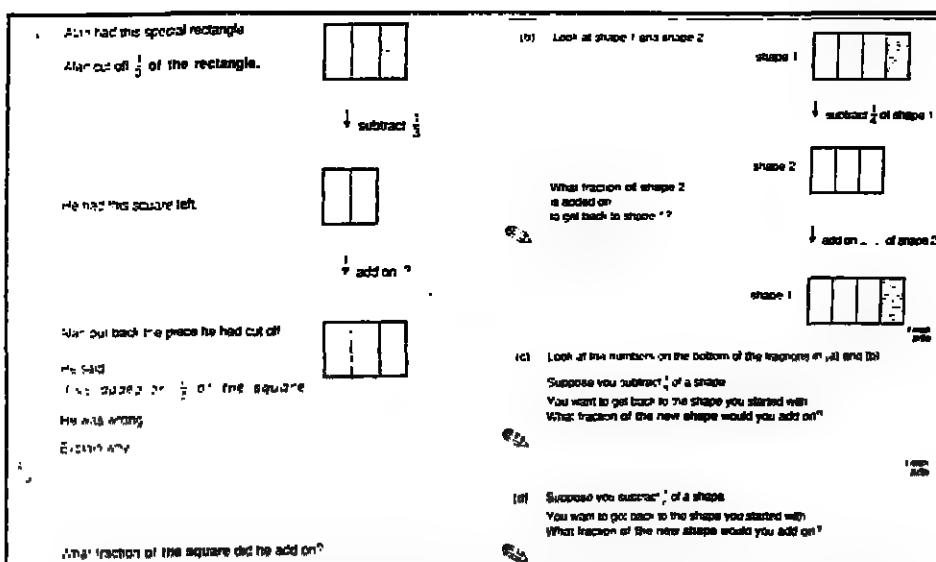 Alan had this special rectangle
Alan cut off 1/3 of the rectangle.
subtract 1/3
He had this square left.
add on ?
Alan put back the piece he had cut off
He said
I've added on 1/3 of the square
He was wrong
Explain why
What fraction of the square did he add on?
(b) Look at shape 1 and shape 2
shape 1
subtract 1/4 of shape 1
shape 2
What fraction of shape 2
is added on
to get back to shape 1?
add on . . . of shape 2
shape 1
1 mark
(c) Look at the numbers on the bottom of the fractions in (a) and (b)
Suppose you subtract of a shape
You want to get back to the shape you started with
What fraction of the new shape would you add on?
1 mark
(d) Suppose you subtract of a shape
You want to get back to the shape you started with
What fraction of the new shape would you add on?